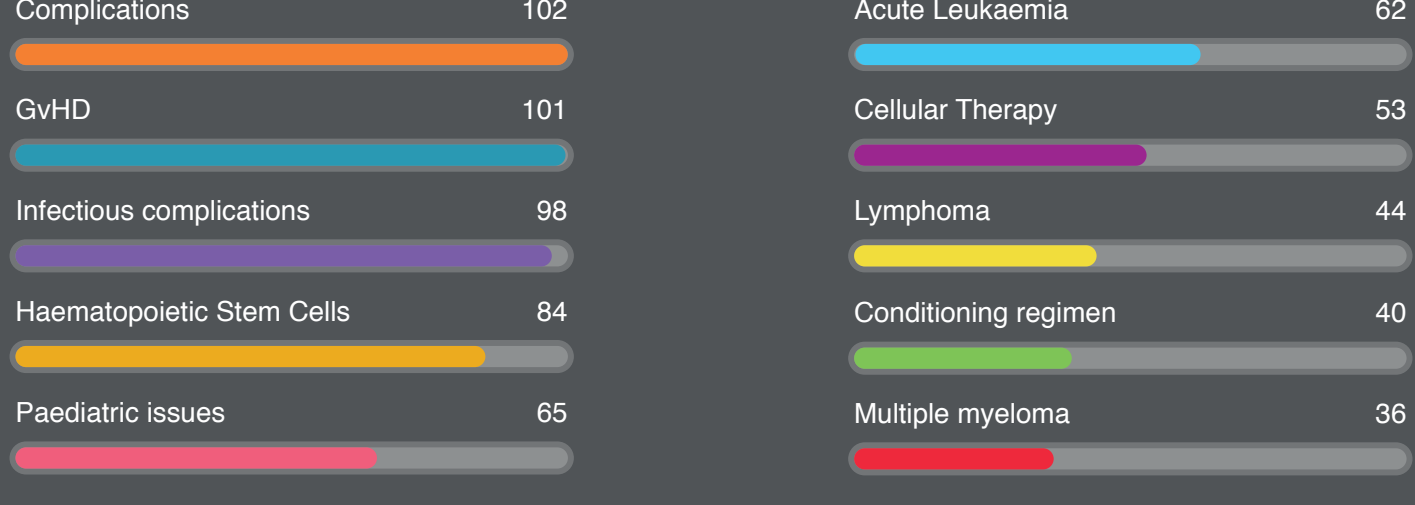 Complications 102
GvHD 101
Infectious complications 98
Haematopoietic Stem Cells 84
Paediatric issues 65
Acute Leukaemia 62
Cellular Therapy 53
Lymphoma 44
Conditioning regimen 40
Multiple myeloma 36